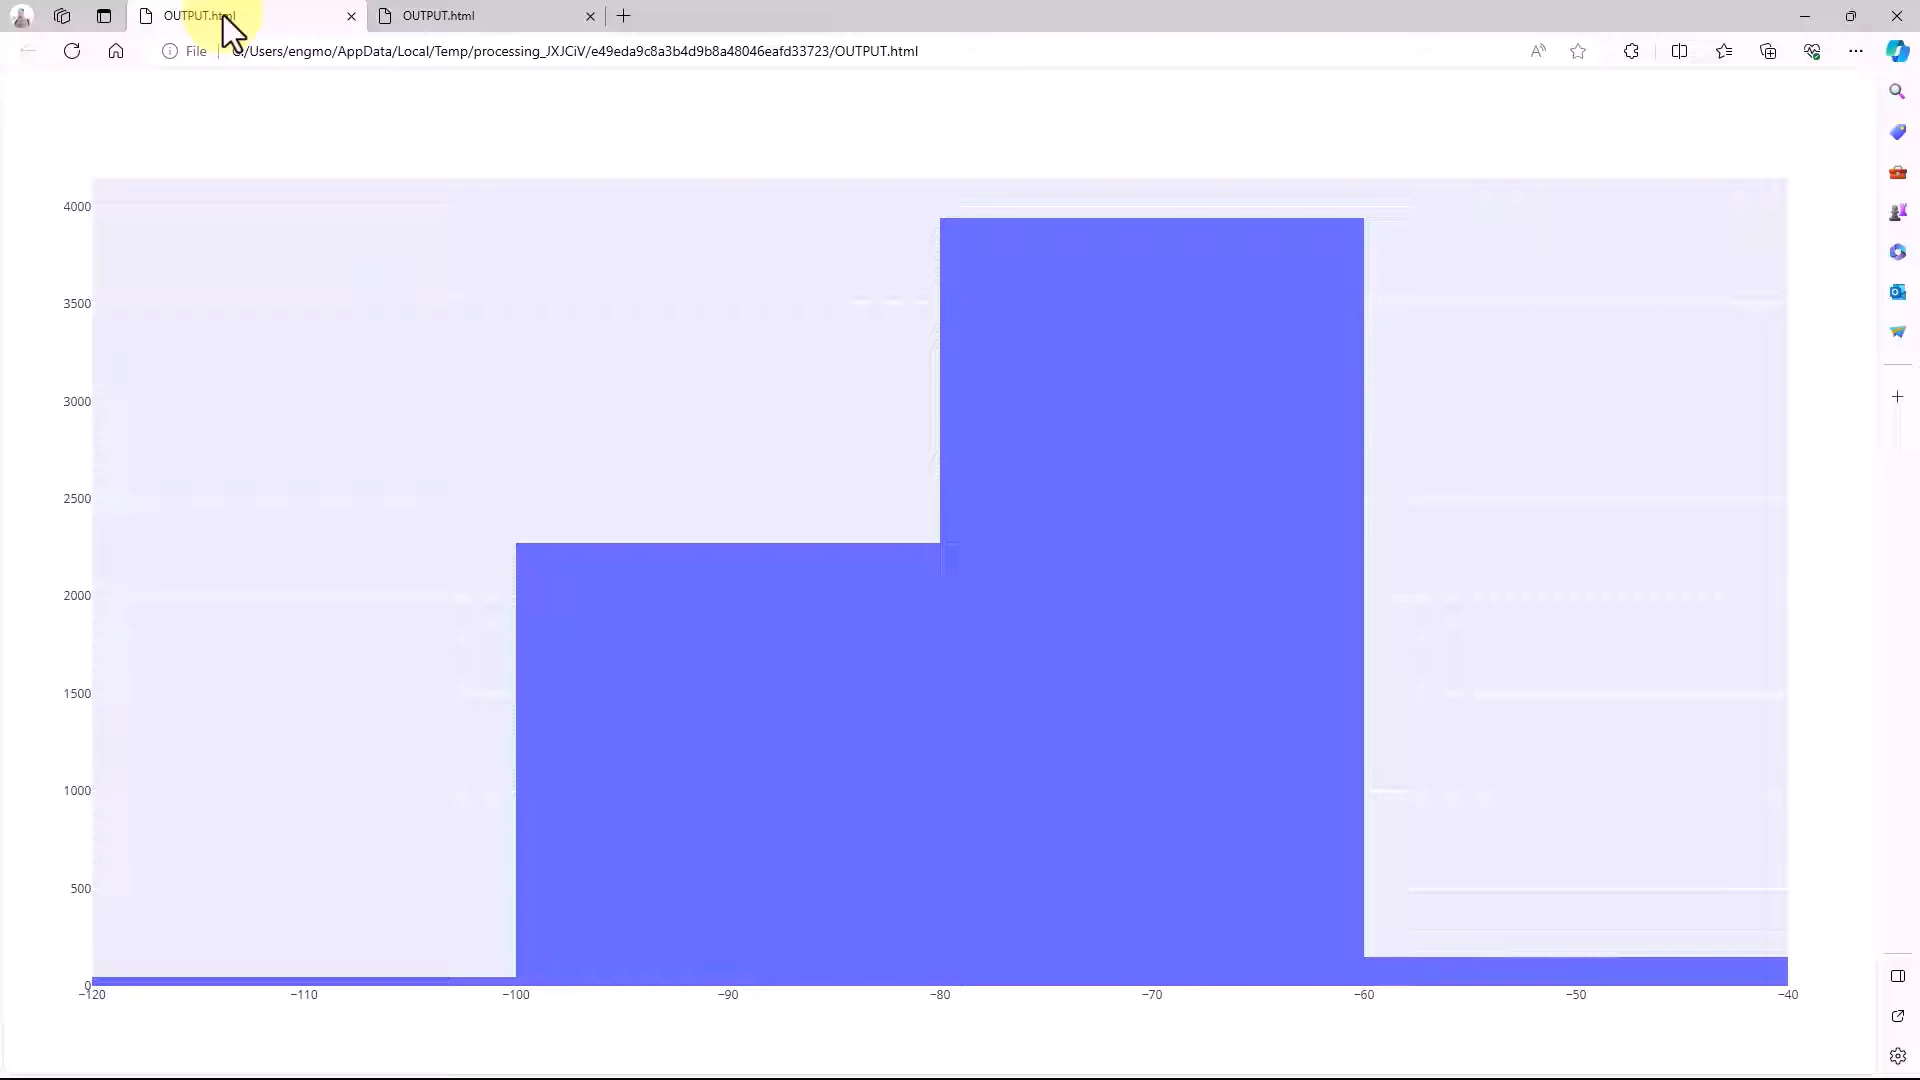 OUTPUT.html
OUTPUT.html
File
/Users/engmo/AppData/Local/Temp/processing_JXJCiV/e49eda9c8a3b4d9b8a48046eafd33723/OUTPUT.html
4000
3500
3000
2500
2000
1500
1000
500
0
−120 −110 −100 −90 −80 −70 −60 −50 −40